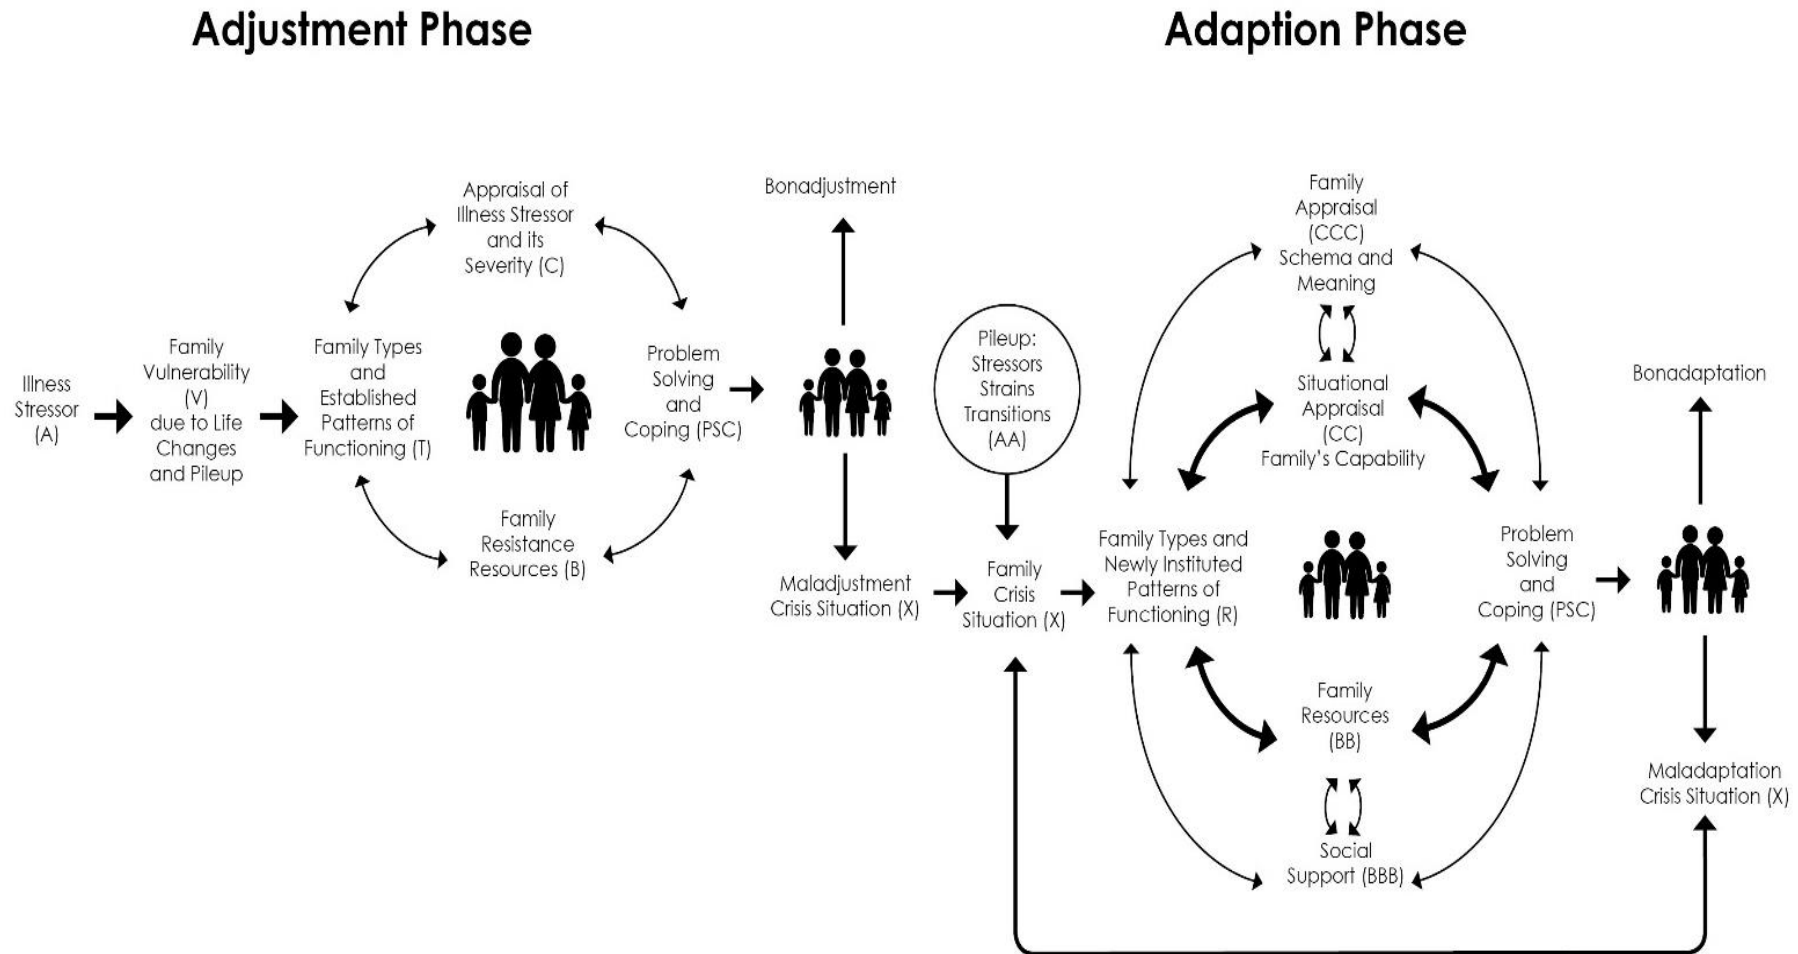 Adjustment Phase
Adaption Phase
Illness
Stressor
(A)
Family
Vulnerability
(V)
due to Life
Changes
and Pileup
Family Types
and
Established
Patterns of
Functioning (T)
Appraisal of
Illness Stressor
and its
Severity (C)
Family
Resistance
Resources (B)
Problem
Solving
and
Coping (PSC)
Bonadjustment
Maladjustment
Crisis Situation (X)
Pileup:
Stressors
Strains
Transitions
(AA)
Family
Crisis
Situation (X)
Family Types and
Newly Instituted
Patterns of
Functioning (R)
Family
Appraisal
(CCC)
Schema and
Meaning
Situational
Appraisal
(CC)
Family's Capability
Family
Resources
(BB)
Social
Support (BBB)
Problem
Solving
and
Coping (PSC)
Bonadaptation
Maladaptation
Crisis Situation (X)